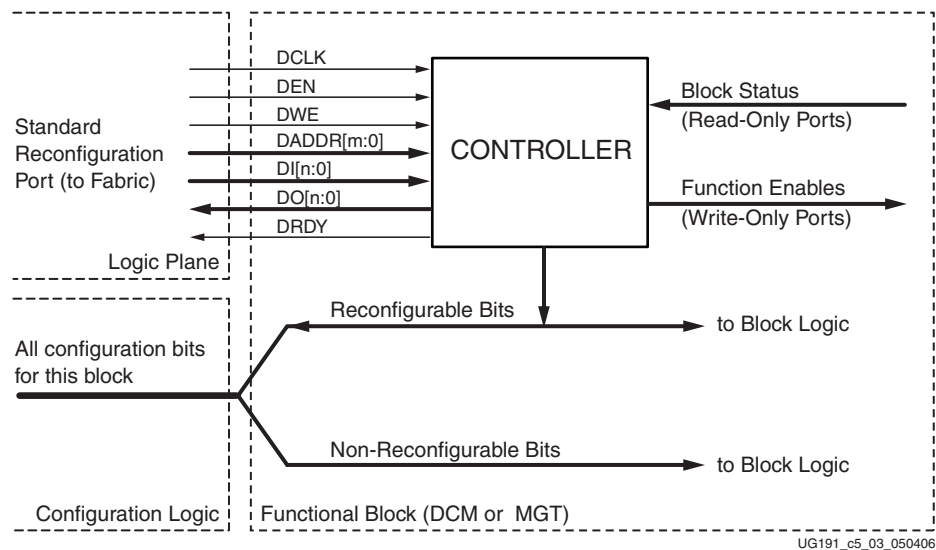 DCLK
DEN
DWE
DADDR[m:0]
DI[n:0]
DO[n:0]
DRDY
Standard
Reconfiguration
Port (to Fabric)
Logic Plane
CONTROLLER
Block Status
(Read-Only Ports)
Function Enables
(Write-Only Ports)
Reconfigurable Bits
to Block Logic
All configuration bits
for this block
Non-Reconfigurable Bits
to Block Logic
Configuration Logic
Functional Block (DCM or MGT)
UG191_c5_03_050406